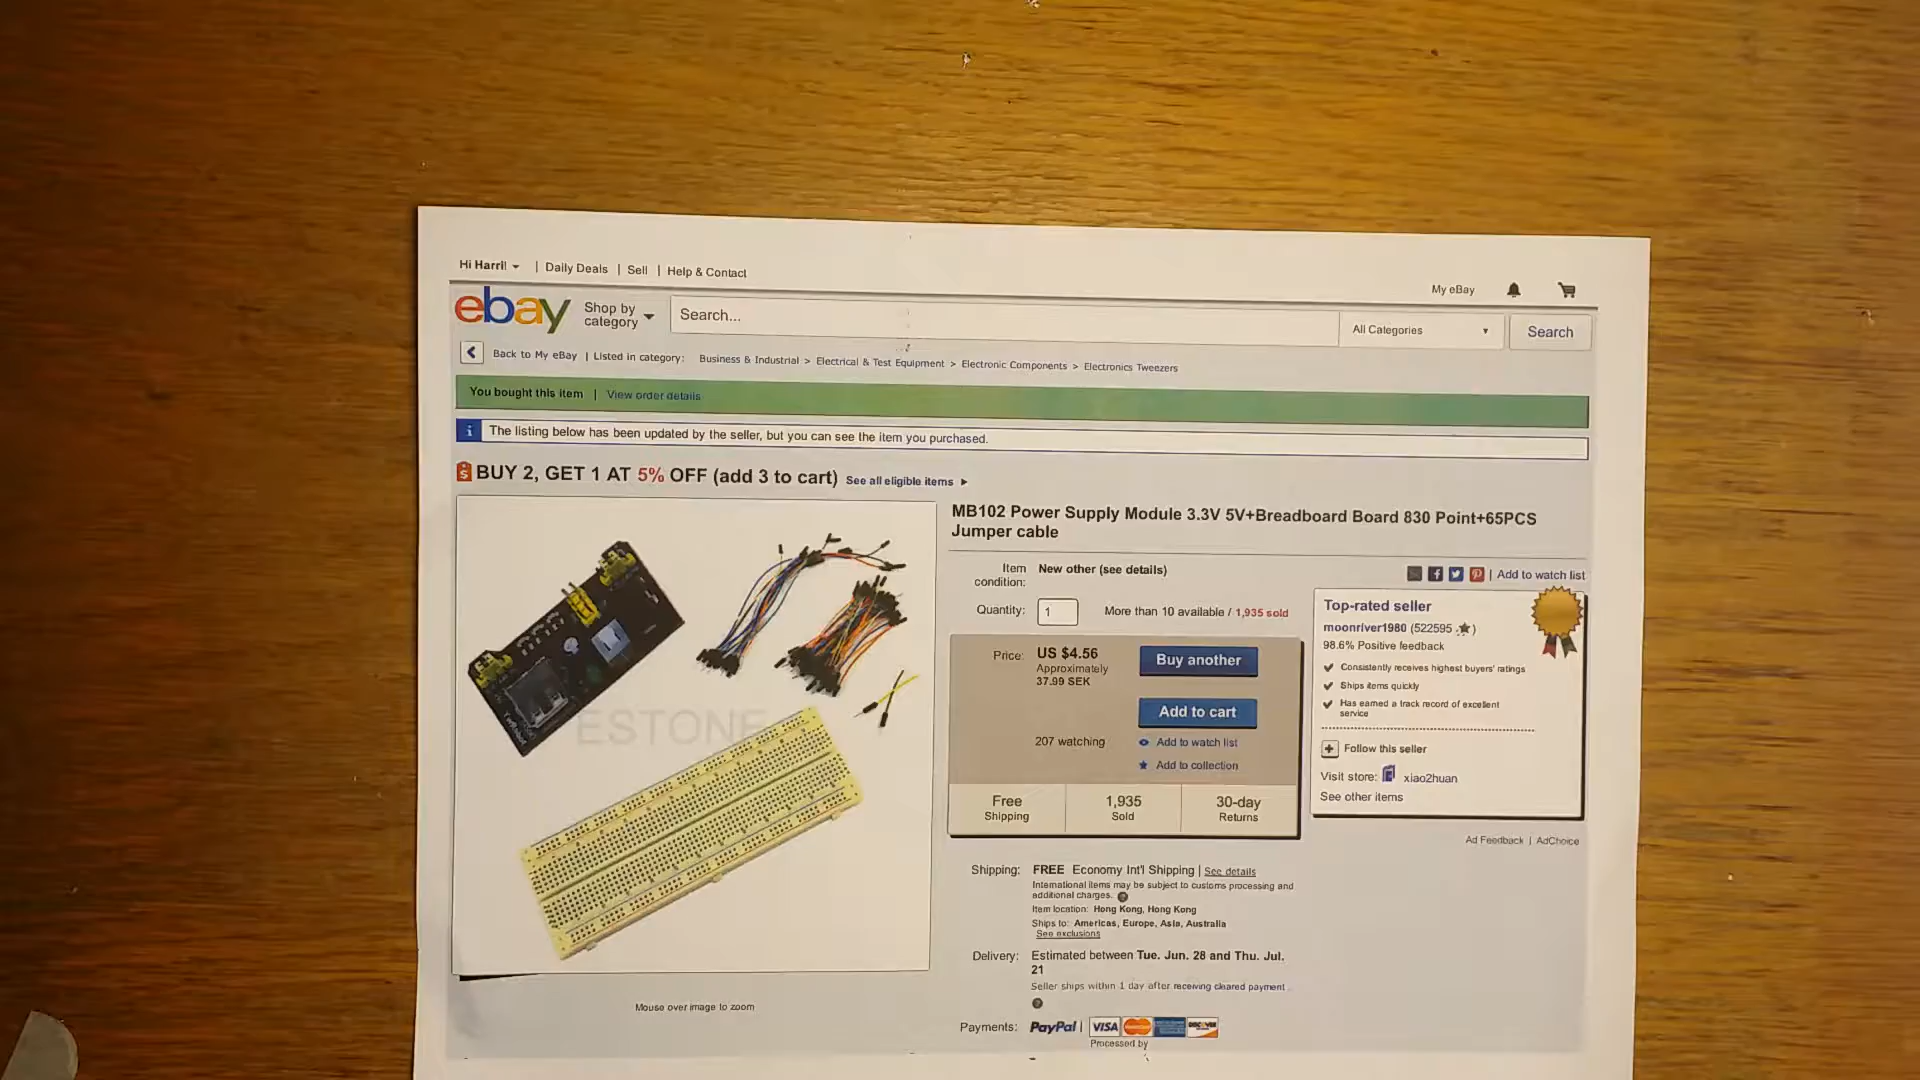 Hi Harri!
| Daily Deals | Sell | Help & Contact
My eBay
ebay
Shop by category
Search...
All Categories
Search
Back to My eBay | Listed in category: Business & Industrial > Electrical & Test Equipment > Electronic Components > Electronics Tweezers
You bought this item | View order details
i The listing below has been updated by the seller, but you can see the item you purchased.
BUY 2, GET 1 AT 5% OFF (add 3 to cart) See all eligible items
MB102 Power Supply Module 3.3V 5V+Breadboard Board 830 Point+65PCS
Jumper cable
Item condition: New other (see details)
| Add to watch list
Quantity: 1 More than 10 available / 1,935 sold
Price: US $4.56
Approximately
37.99 SEK
Buy another
Add to cart
207 watching
Add to watch list
Add to collection
Free
Shipping
1,935
Sold
30-day
Returns
Top-rated seller
moonriver1980 (522595)
98.6% Positive feedback
Consistently receives highest buyers' ratings
Ships items quickly
Has earned a track record of excellent
service
Follow this seller
Visit store: xiao2huan
See other items
Ad Feedback | AdChoice
ESTONE
Shipping: FREE Economy Int'l Shipping | See details
International items may be subject to customs processing and
additional charges.
Item location: Hong Kong, Hong Kong
Ships to: Americas, Europe, Asia, Australia
See exclusions
Delivery: Estimated between Tue. Jun. 28 and Thu. Jul.
21
Seller ships within 1 day after receiving cleared payment
Mouse over image to zoom
Payments: PayPal | VISA DISCOVER
Processed by